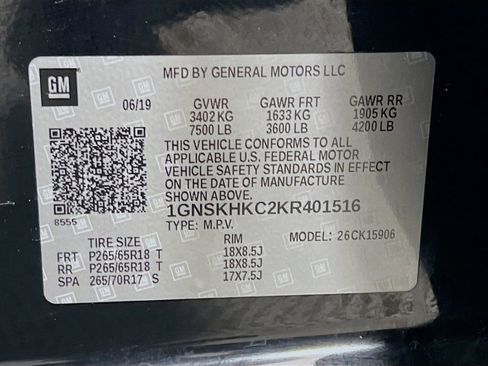 GM
MFD BY GENERAL MOTORS LLC
06/19
GVWR GAWR FRT GAWR RR
3402 KG 1633 KG 1905 KG
7500 LB 3600 LB 4200 LB
THIS VEHICLE CONFORMS TO ALL
APPLICABLE U.S. FEDERAL MOTOR
VEHICLE SAFETY STANDARDS IN EFFECT
ON THE DATE OF MANUFACTURE
SHOWN ABOVE.
1GNSKHKC2KR401516
8555
TYPE: M.P.V.
TIRE SIZE RIM MODEL: 26CK15906
FRT P265/65R18 T 18X8.5J
RR P265/65R18 T 18X8.5J
SPA 265/70R17 S 17X7.5J